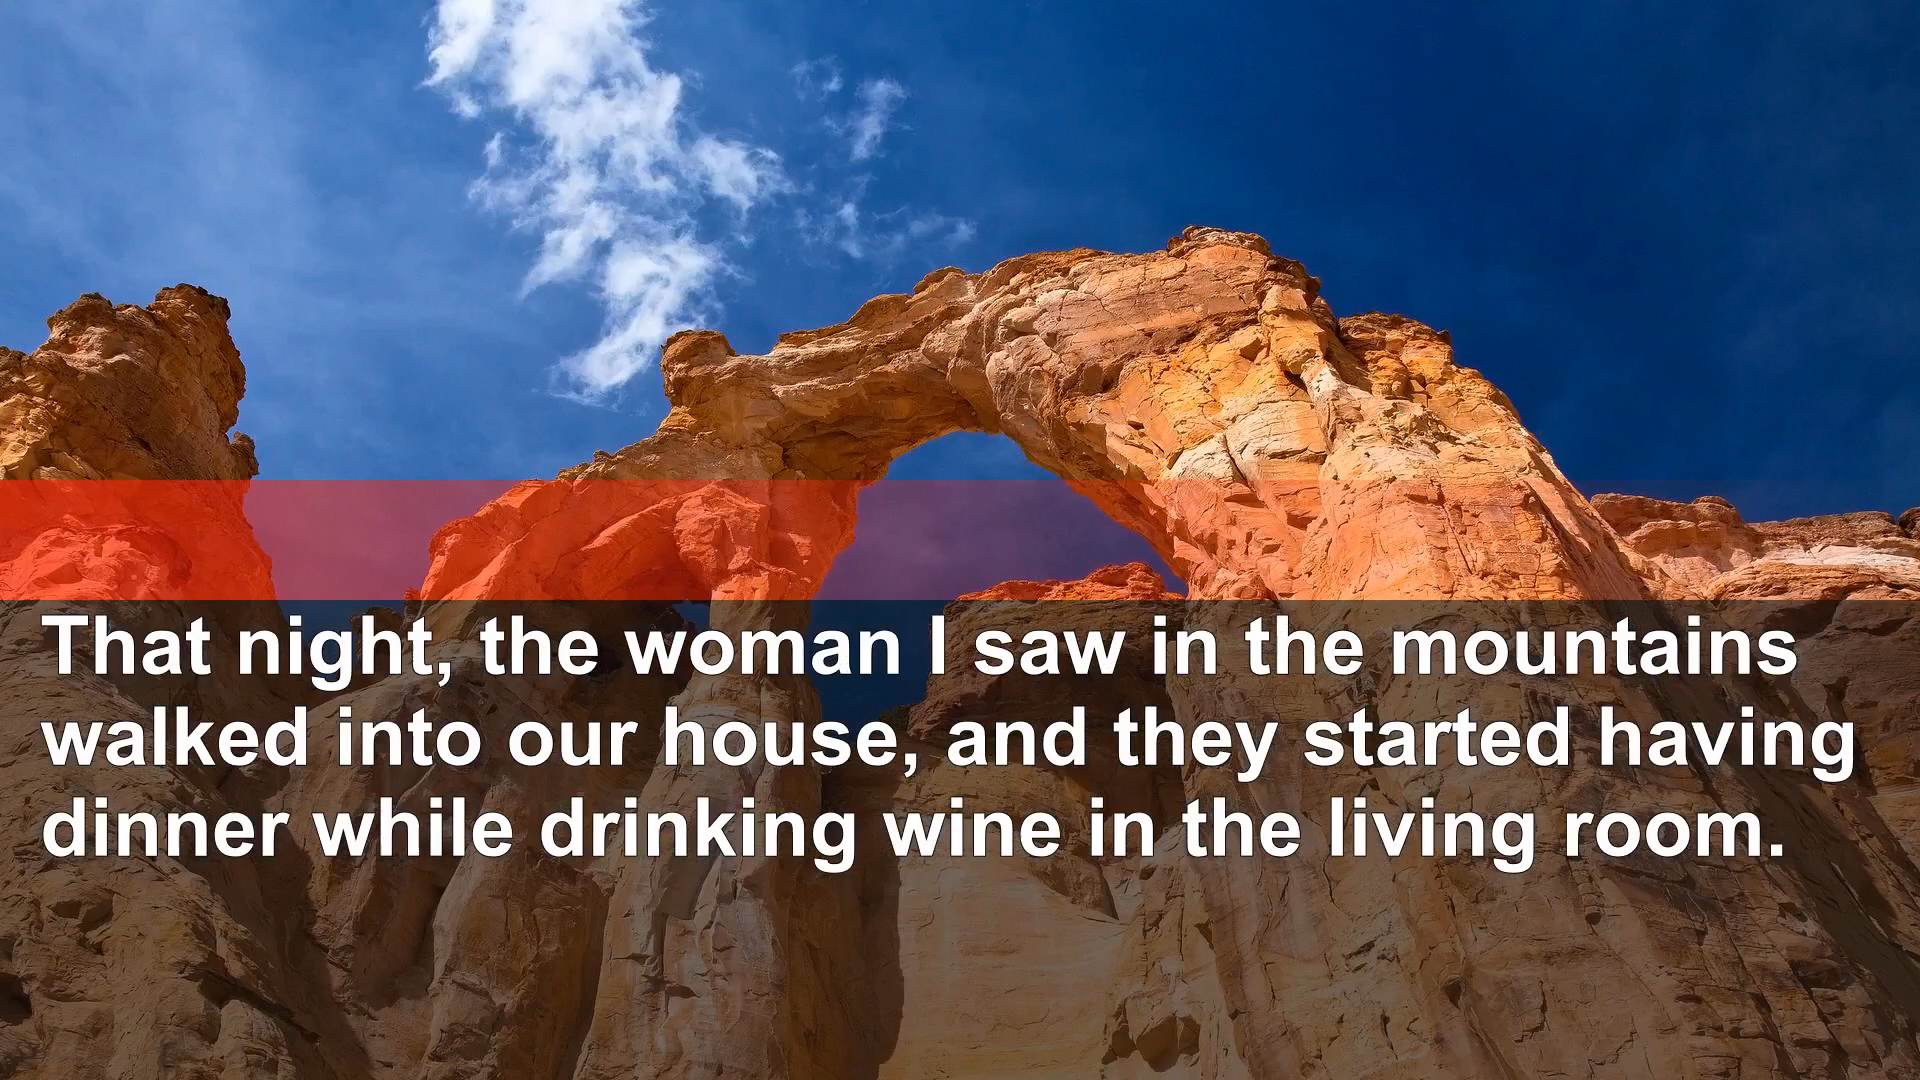 That night, the woman I saw in the mountains
walked into our house, and they started having
dinner while drinking wine in the living room.